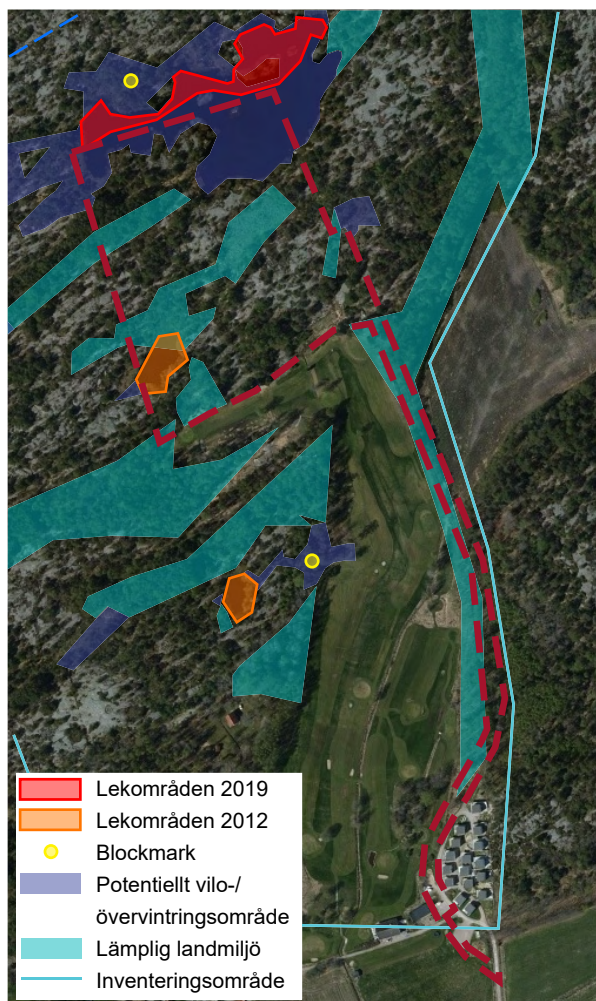 Lekområden 2019
Lekområden 2012
Blockmark
Potentiellt vilo-/
övervintringsområde
Lämplig landmiljö
Inventeringsområde